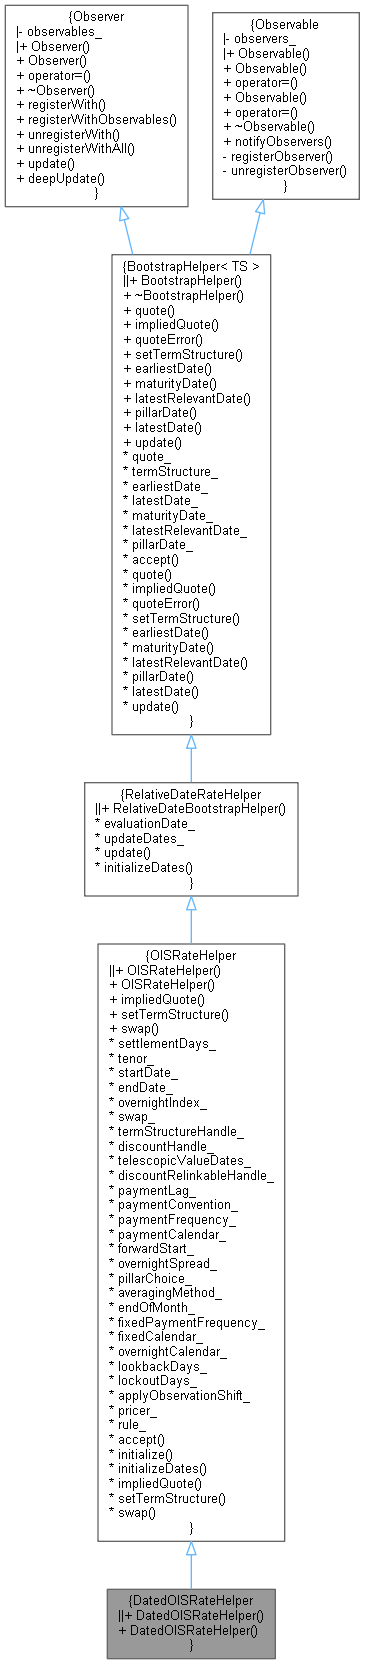 {Observer
|- observables_
|+ Observer()
+ Observer()
+ operator=()
+ ~Observer()
+ registerWith()
+ registerWithObservables()
+ unregisterWith()
+ unregisterWithAll()
+ update()
+ deepUpdate()
}
{Observable
|- observers_
|+ Observable()
+ Observable()
+ operator=()
+ Observable()
+ operator=()
+ ~Observable()
+ notifyObservers()
- registerObserver()
- unregisterObserver()
}
{BootstrapHelper< TS >
||+ BootstrapHelper()
+ ~BootstrapHelper()
+ quote()
+ impliedQuote()
+ quoteError()
+ setTermStructure()
+ earliestDate()
+ maturityDate()
+ latestRelevantDate()
+ pillarDate()
+ latestDate()
+ update()
* quote_
* termStructure_
* earliestDate_
* latestDate_
* maturityDate_
* latestRelevantDate_
* pillarDate_
* accept()
* quote()
* impliedQuote()
* quoteError()
* setTermStructure()
* earliestDate()
* maturityDate()
* latestRelevantDate()
* pillarDate()
* latestDate()
* update()
}
{RelativeDateRateHelper
||+ RelativeDateBootstrapHelper()
* evaluationDate_
* updateDates_
* update()
* initializeDates()
}
{OISRateHelper
||+ OISRateHelper()
+ OISRateHelper()
+ impliedQuote()
+ setTermStructure()
+ swap()
* settlementDays_
* tenor_
* startDate_
* endDate_
* overnightIndex_
* swap_
* termStructureHandle_
* discountHandle_
* telescopicValueDates_
* discountRelinkableHandle_
* paymentLag_
* paymentConvention_
* paymentFrequency_
* paymentCalendar_
* forwardStart_
* overnightSpread_
* pillarChoice_
* averagingMethod_
* endOfMonth_
* fixedPaymentFrequency_
* fixedCalendar_
* overnightCalendar_
* lookbackDays_
* lockoutDays_
* applyObservationShift_
* pricer_
* rule_
* accept()
* initialize()
* initializeDates()
* impliedQuote()
* setTermStructure()
* swap()
}
{DatedOISRateHelper
||+ DatedOISRateHelper()
+ DatedOISRateHelper()
}